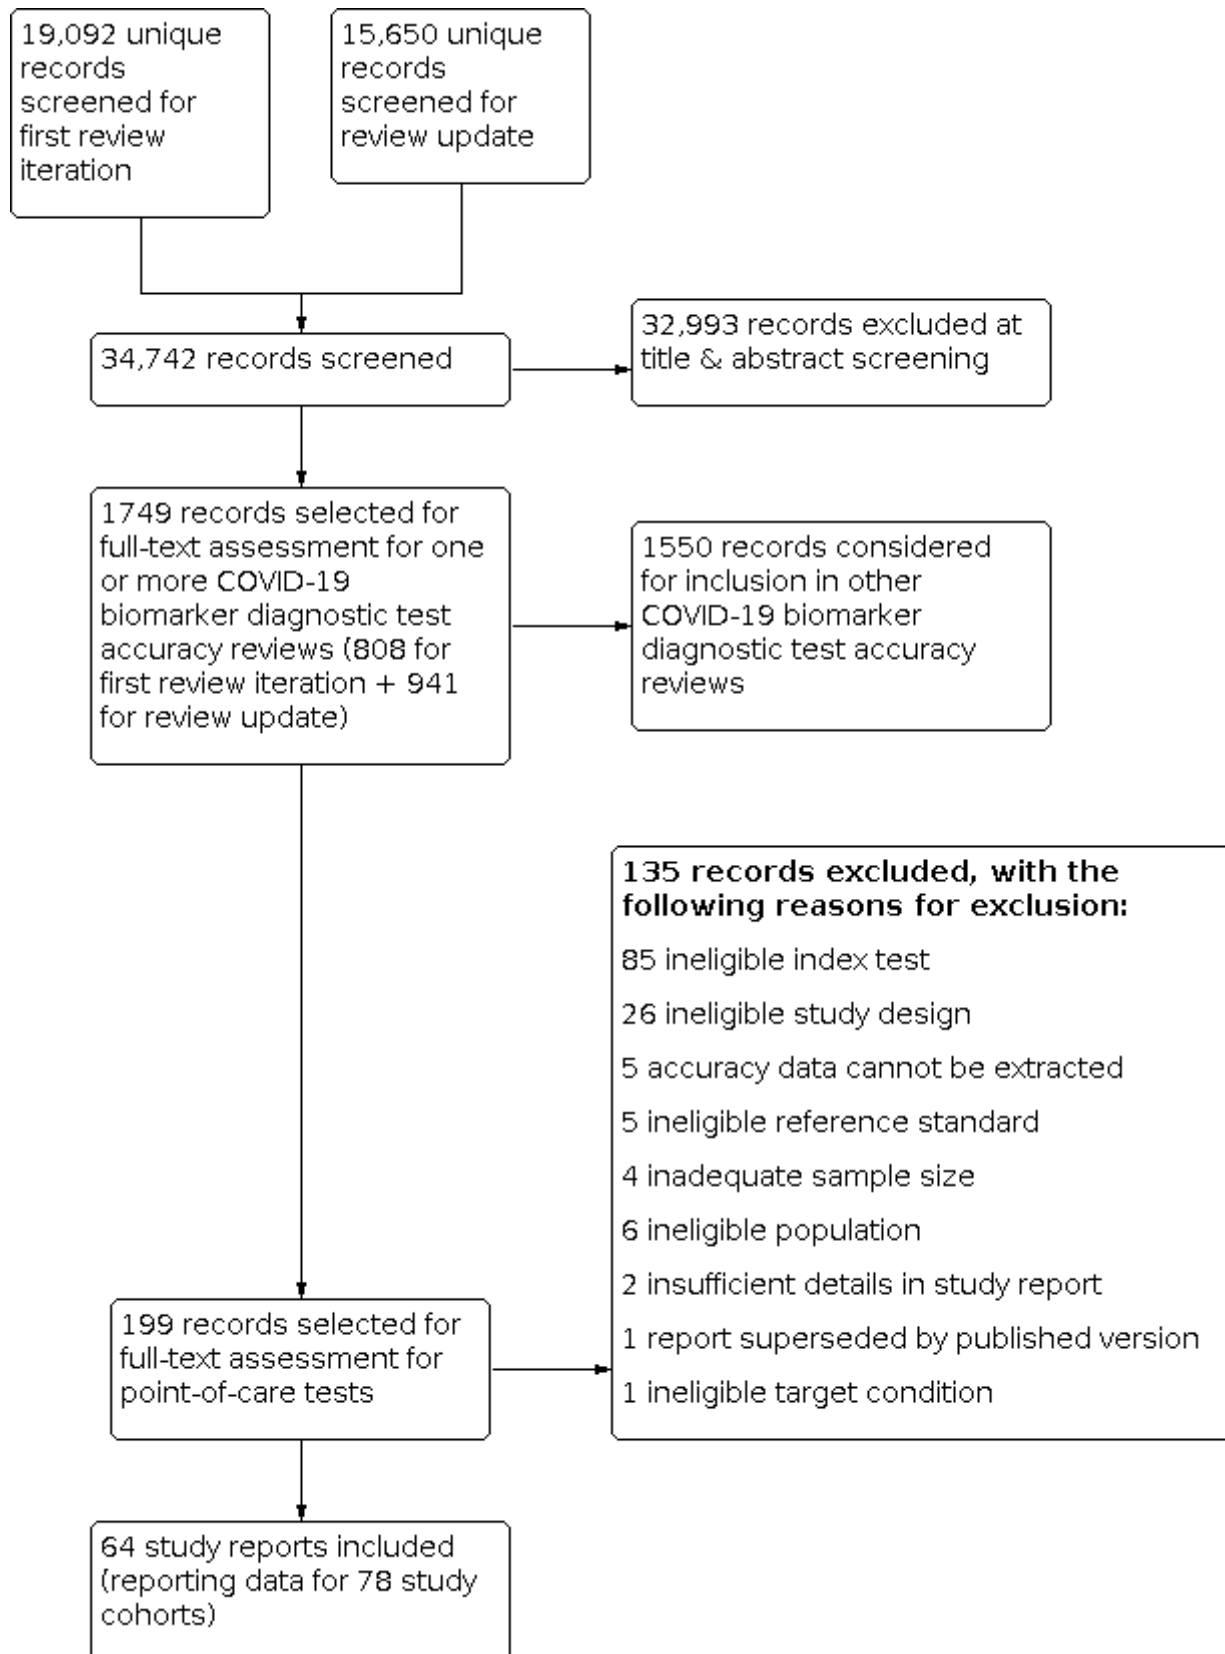 19,092 unique
records
screened for
first review
iteration
15,650 unique
records
screened for
review update
34,742 records screened
32,993 records excluded at
title & abstract screening
1749 records selected for
full-text assessment for one
or more COVID-19
biomarker diagnostic test
accuracy reviews (808 for
first review iteration + 941
for review update)
1550 records considered
for inclusion in other
COVID-19 biomarker
diagnostic test accuracy
reviews
135 records excluded, with the
following reasons for exclusion:
85 ineligible index test
26 ineligible study design
5 accuracy data cannot be extracted
5 ineligible reference standard
4 inadequate sample size
6 ineligible population
2 insufficient details in study report
1 report superseded by published version
1 ineligible target condition
199 records selected for
full-text assessment for
point-of-care tests
64 study reports included
(reporting data for 78 study
cohorts)